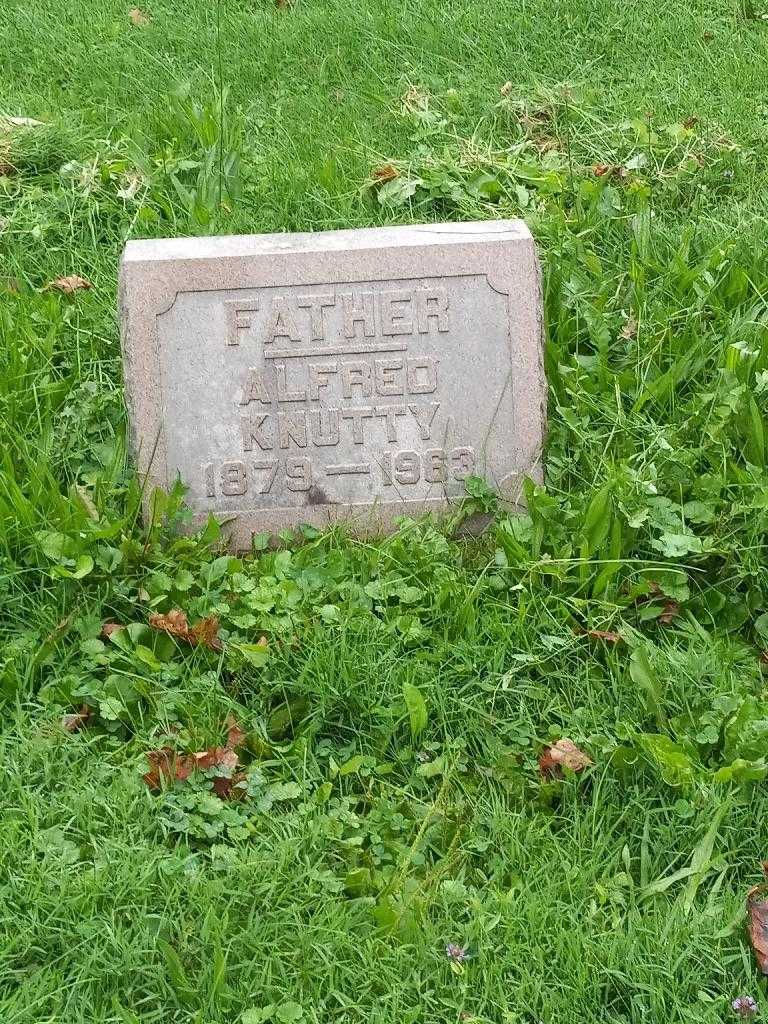 FATHER
ALFRED
KNUTTY
1879 — 1963